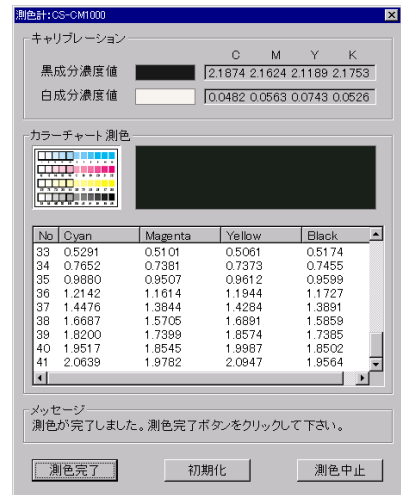 測色計:CS-CM1000
キャリブレーション
C M Y K
黒成分濃度値 2.1874 2.1624 2.1189 2.1753
白成分濃度値 0.0482 0.0563 0.0743 0.0526
カラーチャート測色
No Cyan Magenta Yellow Black
33 0.5291 0.5101 0.5061 0.5174
34 0.7652 0.7381 0.7373 0.7455
35 0.9880 0.9507 0.9612 0.9599
36 1.2142 1.1614 1.1944 1.1727
37 1.4476 1.3844 1.4284 1.3891
38 1.6687 1.5705 1.6891 1.5859
39 1.8200 1.7399 1.8574 1.7385
40 1.9517 1.8545 1.9987 1.8502
41 2.0639 1.9782 2.0947 1.9564
メッセージ
測色が完了しました。測色完了ボタンをクリックして下さい。
測色完了 初期化 測色中止